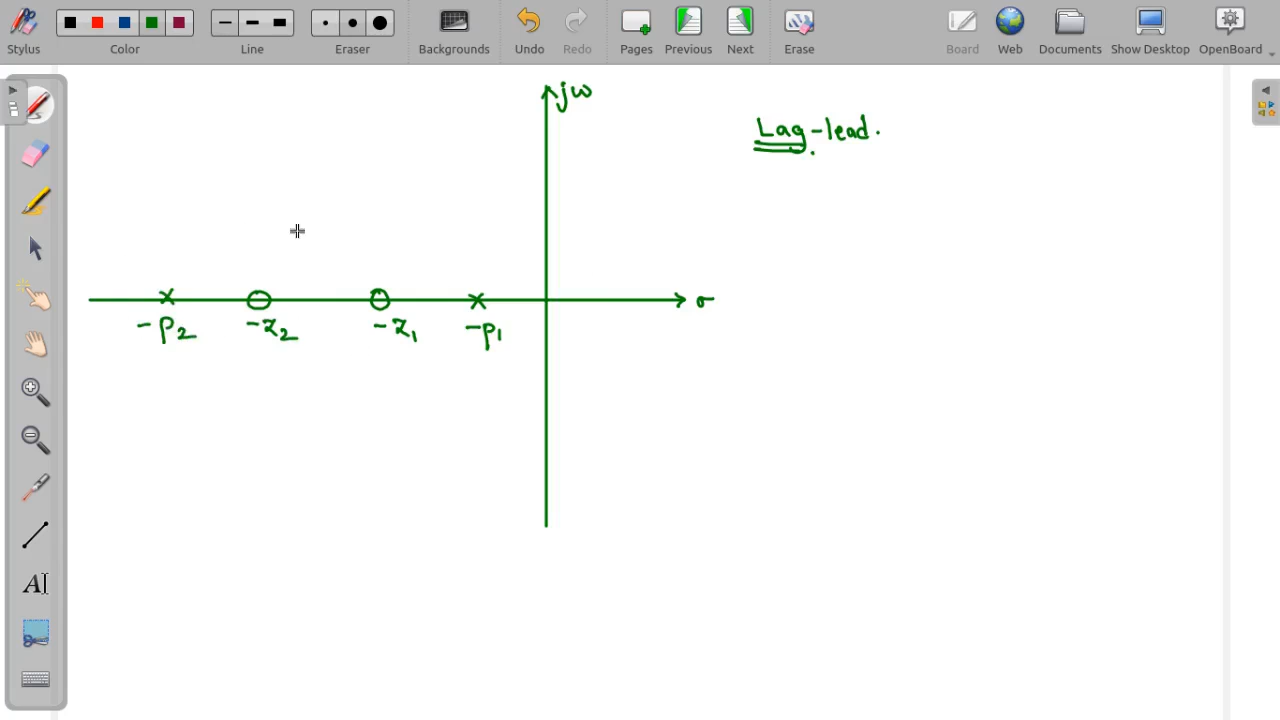 Stylus Color Line Eraser Backgrounds Undo Redo Pages Previous Next Erase Board Web Documents Show Desktop OpenBoard
jω
Lag-lead.
σ
-p2 -z2 -z1 -p1